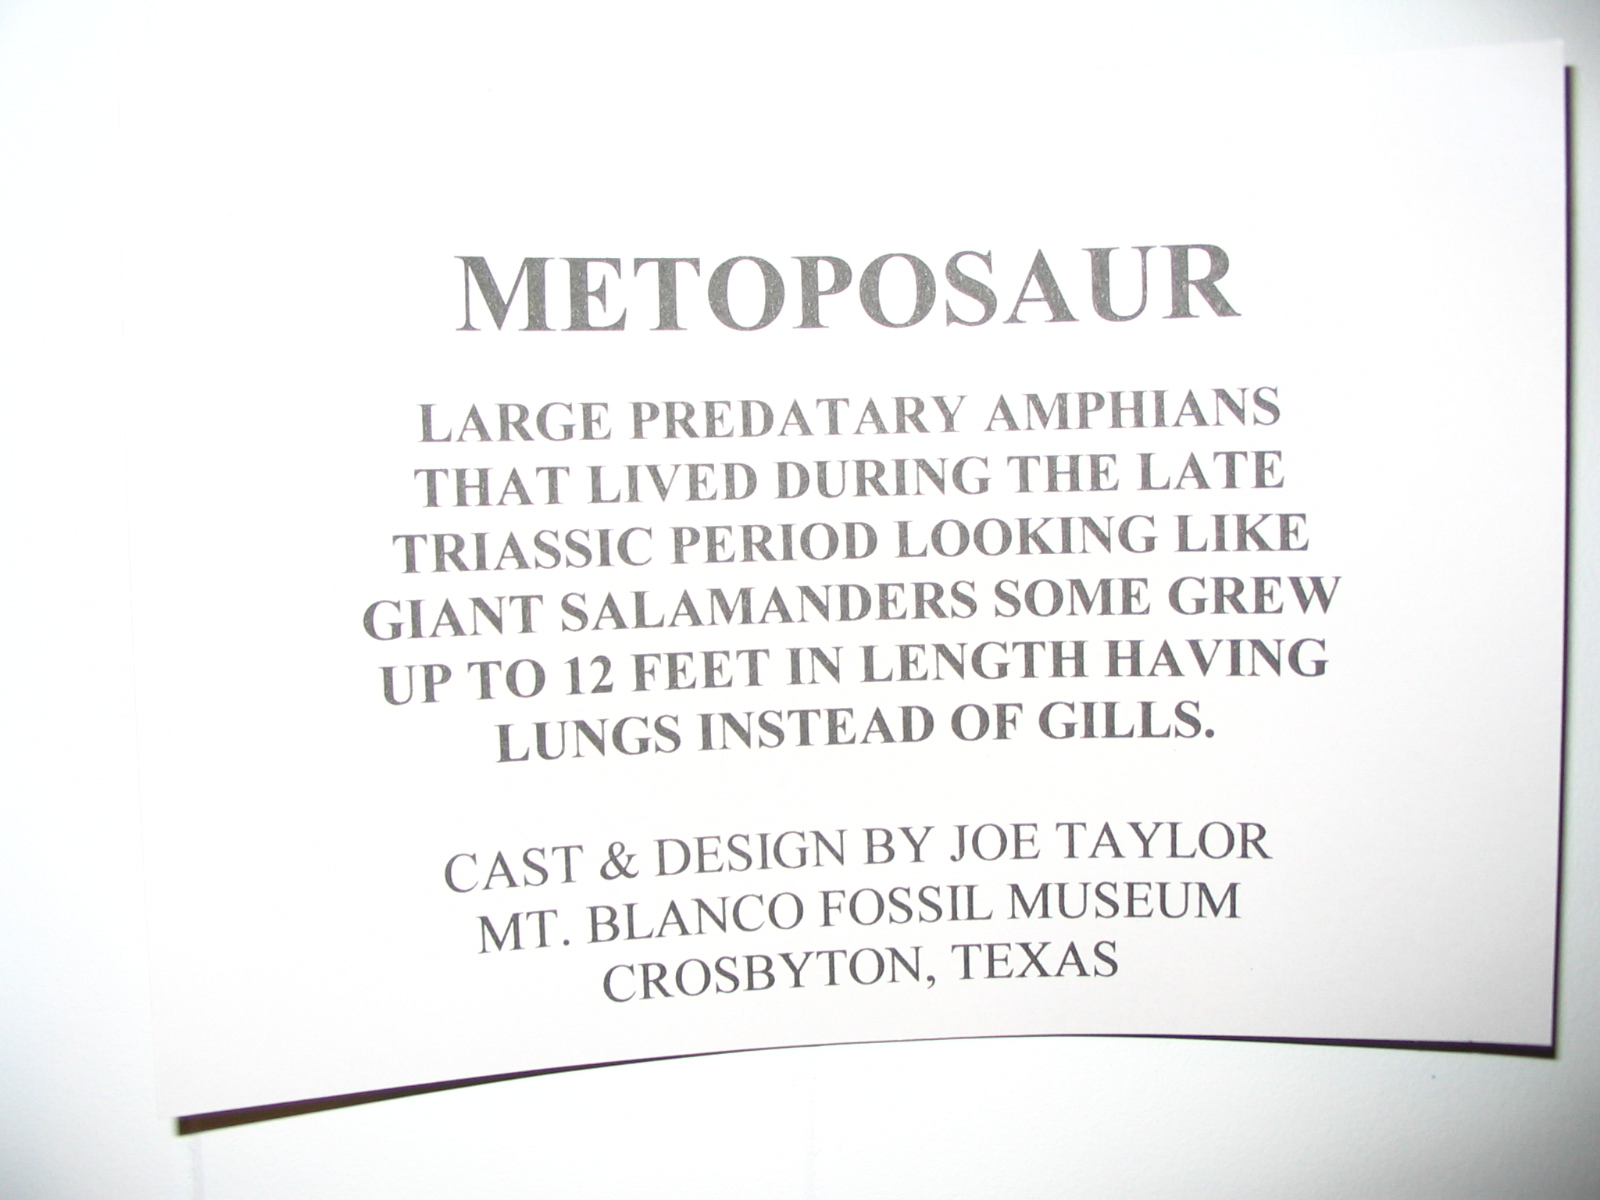 METOPOSAUR
LARGE PREDATARY AMPHIANS
THAT LIVED DURING THE LATE
TRIASSIC PERIOD LOOKING LIKE
GIANT SALAMANDERS SOME GREW
UP TO 12 FEET IN LENGTH HAVING
LUNGS INSTEAD OF GILLS.
CAST & DESIGN BY JOE TAYLOR
MT. BLANCO FOSSIL MUSEUM
CROSBYTON, TEXAS